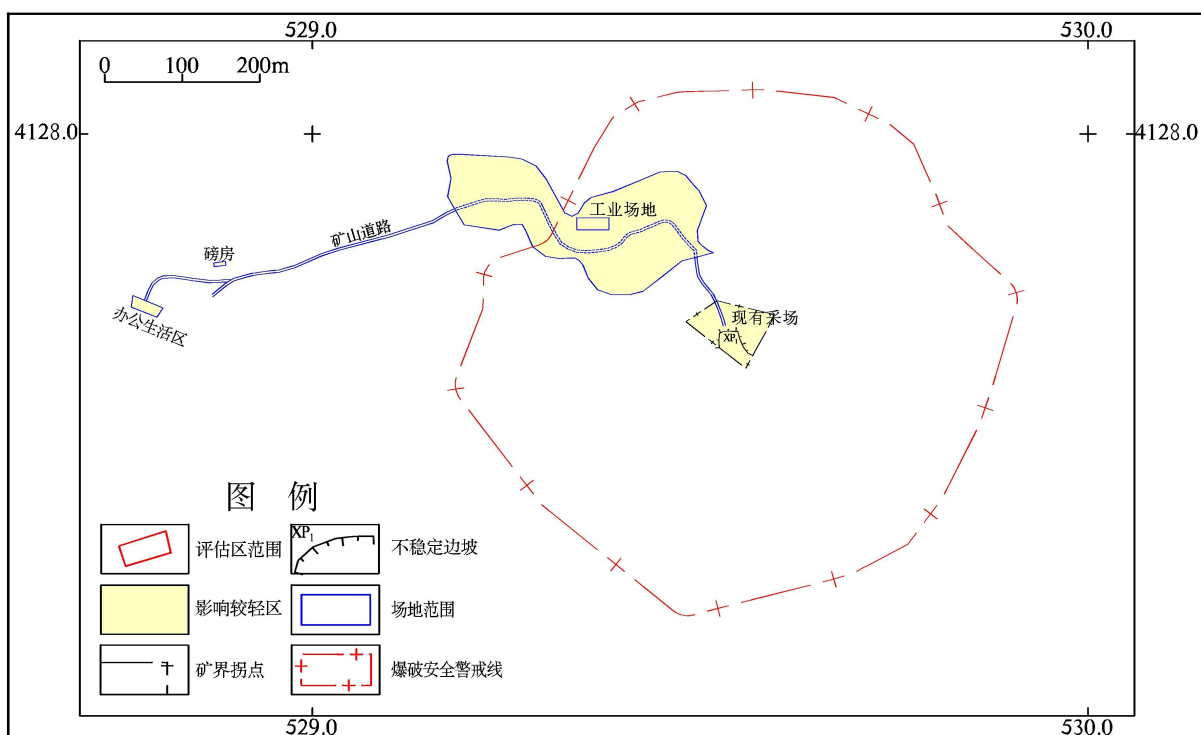 529.0 530.0
0 100 200m
4128.0 4128.0
工业场地
矿山道路
磅房
办公生活区
现有采场
XP1
图 例
评估区范围
XP1
不稳定边坡
影响较轻区
场地范围
矿界拐点
爆破安全警戒线
529.0 530.0